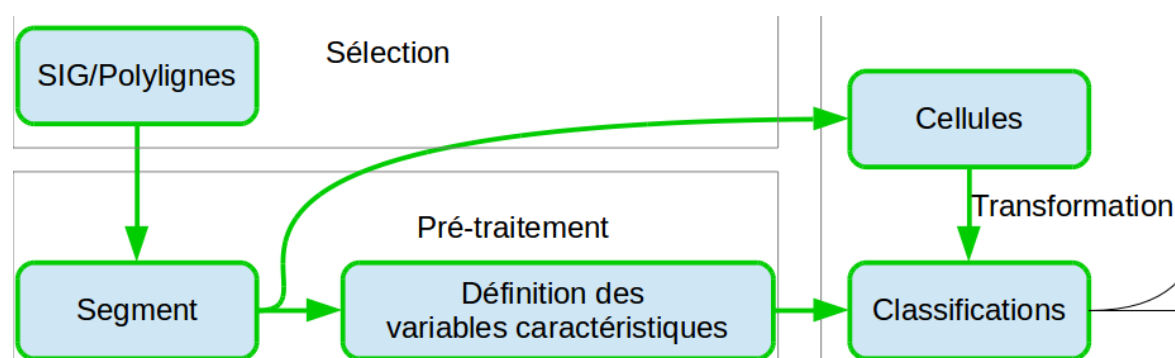 Sélection
SIG/Polylignes
Cellules
Transformation
Pré-traitement
Segment
Définition des
variables caractéristiques
Classifications